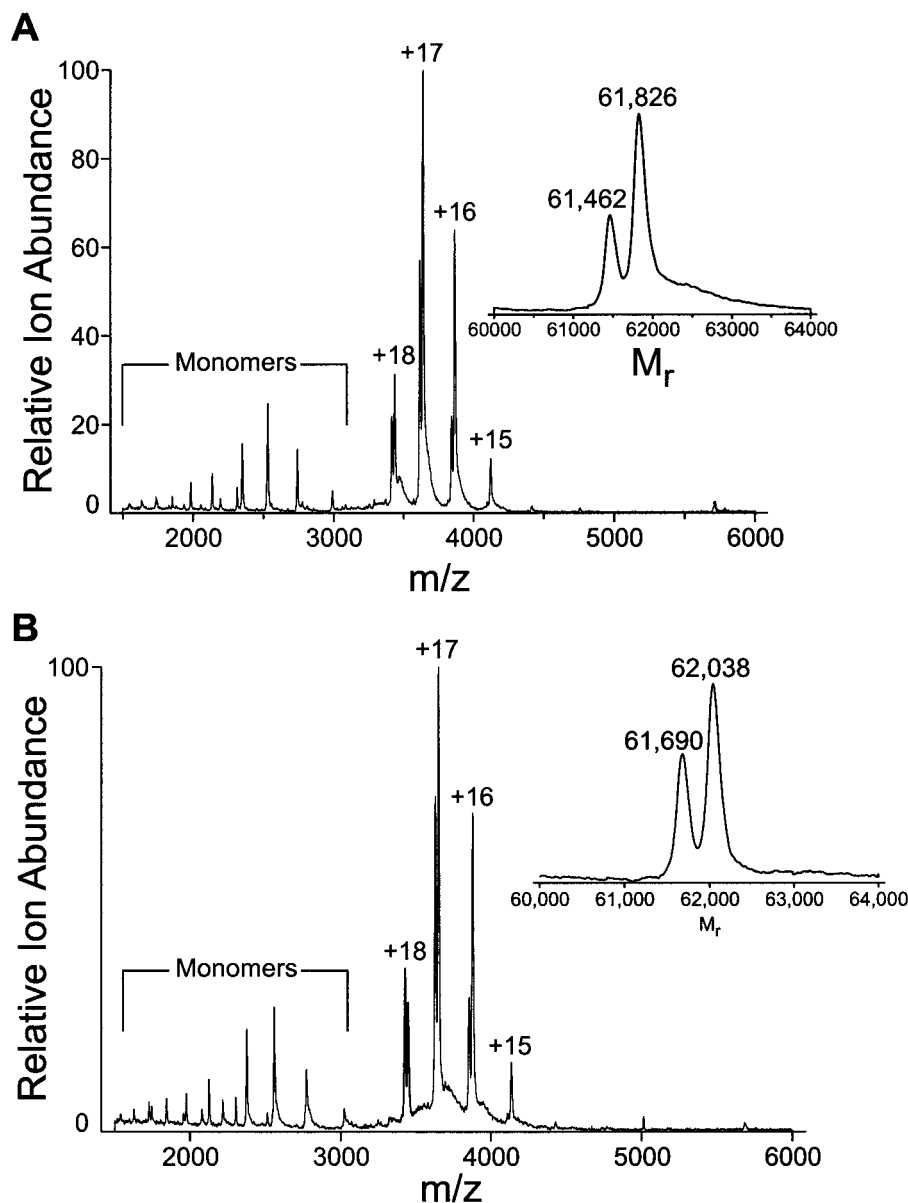 A
+17
100
61,826
80
61,462
+16
60
60000 61000 62000 63000 64000
Mr
40
+18
Monomers
+15
20
0
Relative Ion Abundance
2000 3000 4000 5000 6000
m/z
B
+17
100
62,038
61,690
+16
60,000 61,000 62,000 63,000 64,000
Mr
+18
Monomers
+15
0
Relative Ion Abundance
2000 3000 4000 5000 6000
m/z